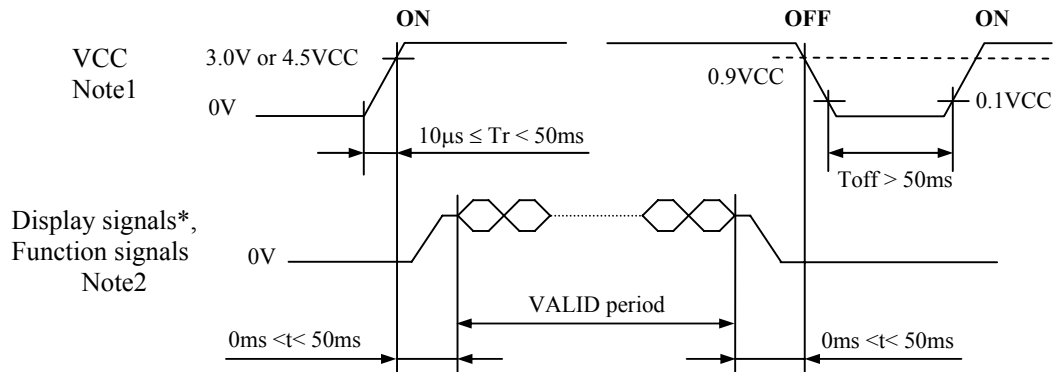 ON
OFF
ON
VCC
Note1
3.0V or 4.5VCC
0.9VCC
0V
0.1VCC
10μs ≤ Tr < 50ms
Toff > 50ms
Display signals*,
Function signals
Note2
0V
VALID period
0ms <t< 50ms
0ms <t< 50ms